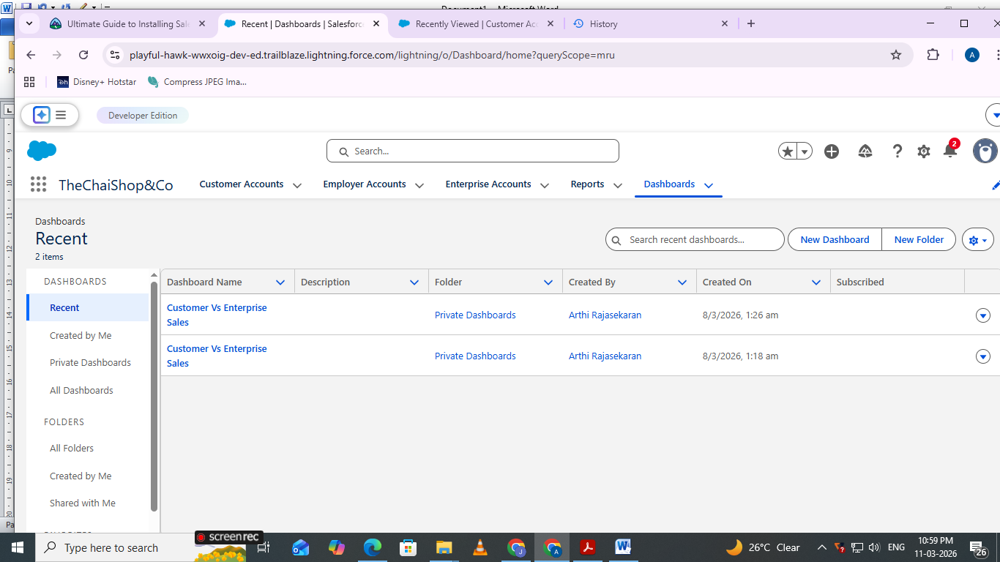 Document1 - Microsoft Word
Ultimate Guide to Installing Sale
Recent | Dashboards | Salesforc
Recently Viewed | Customer Ac
History
playful-hawk-wwxoig-dev-ed.trailblaze.lightning.force.com/lightning/o/Dashboard/home?queryScope=mru
A
Disney+ Hotstar
Compress JPEG Ima...
Pa
Developer Edition
Search...
2
TheChaiShop&Co
Customer Accounts
Employer Accounts
Enterprise Accounts
Reports
Dashboards
Dashboards
Recent
2 items
Search recent dashboards...
New Dashboard
New Folder
DASHBOARDS
Recent
Created by Me
Private Dashboards
All Dashboards
FOLDERS
All Folders
Created by Me
Shared with Me
Dashboard Name
Description
Folder
Created By
Created On
Subscribed
Customer Vs Enterprise
Sales
Private Dashboards
Arthi Rajasekaran
8/3/2026, 1:26 am
Customer Vs Enterprise
Sales
Private Dashboards
Arthi Rajasekaran
8/3/2026, 1:18 am
Pa
screenrec
Type here to search
26°C Clear
ENG
10:59 PM
11-03-2026
26